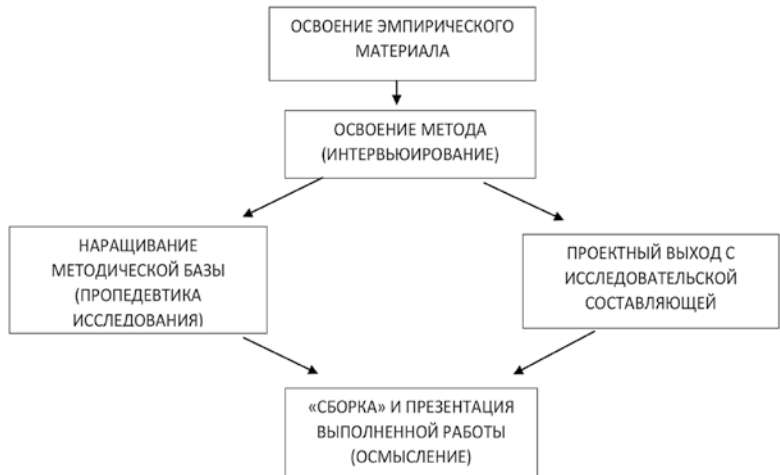 ОСВОЕНИЕ ЭМПИРИЧЕСКОГО
МАТЕРИАЛА
ОСВОЕНИЕ МЕТОДА
(ИНТЕРВЬЮИРОВАНИЕ)
НАРАЩИВАНИЕ
МЕТОДИЧЕСКОЙ БАЗЫ
(ПРОПЕДЕВТИКА
ИССЛЕДОВАНИЯ)
ПРОЕКТНЫЙ ВЫХОД С
ИССЛЕДОВАТЕЛЬСКОЙ
СОСТАВЛЯЮЩЕЙ
«СБОРКА» И ПРЕЗЕНТАЦИЯ
ВЫПОЛНЕННОЙ РАБОТЫ
(ОСМЫСЛЕНИЕ)